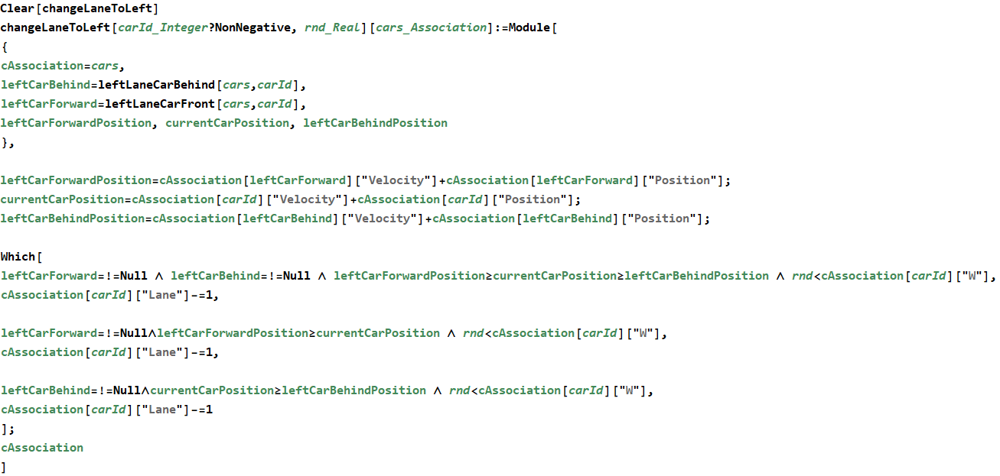 Clear[changeLaneToLeft]
changeLaneToLeft[carId_Integer?NonNegative, rnd_Real][cars_Association]:=Module[
{
cAssociation=cars,
leftCarBehind=leftLaneCarBehind[cars,carId],
leftCarForward=leftLaneCarFront[cars,carId],
leftCarForwardPosition, currentCarPosition, leftCarBehindPosition
},
leftCarForwardPosition=cAssociation[leftCarForward]["Velocity"]+cAssociation[leftCarForward]["Position"];
currentCarPosition=cAssociation[carId]["Velocity"]+cAssociation[carId]["Position"];
leftCarBehindPosition=cAssociation[leftCarBehind]["Velocity"]+cAssociation[leftCarBehind]["Position"];
Which[
leftCarForward=!=Null ∧ leftCarBehind=!=Null ∧ leftCarForwardPosition≥currentCarPosition≥leftCarBehindPosition ∧ rnd<cAssociation[carId]["W"],
cAssociation[carId]["Lane"]-=1,
leftCarForward=!=Null∧leftCarForwardPosition≥currentCarPosition ∧ rnd<cAssociation[carId]["W"],
cAssociation[carId]["Lane"]-=1,
leftCarBehind=!=Null∧currentCarPosition≥leftCarBehindPosition ∧ rnd<cAssociation[carId]["W"],
cAssociation[carId]["Lane"]-=1
];
cAssociation
]